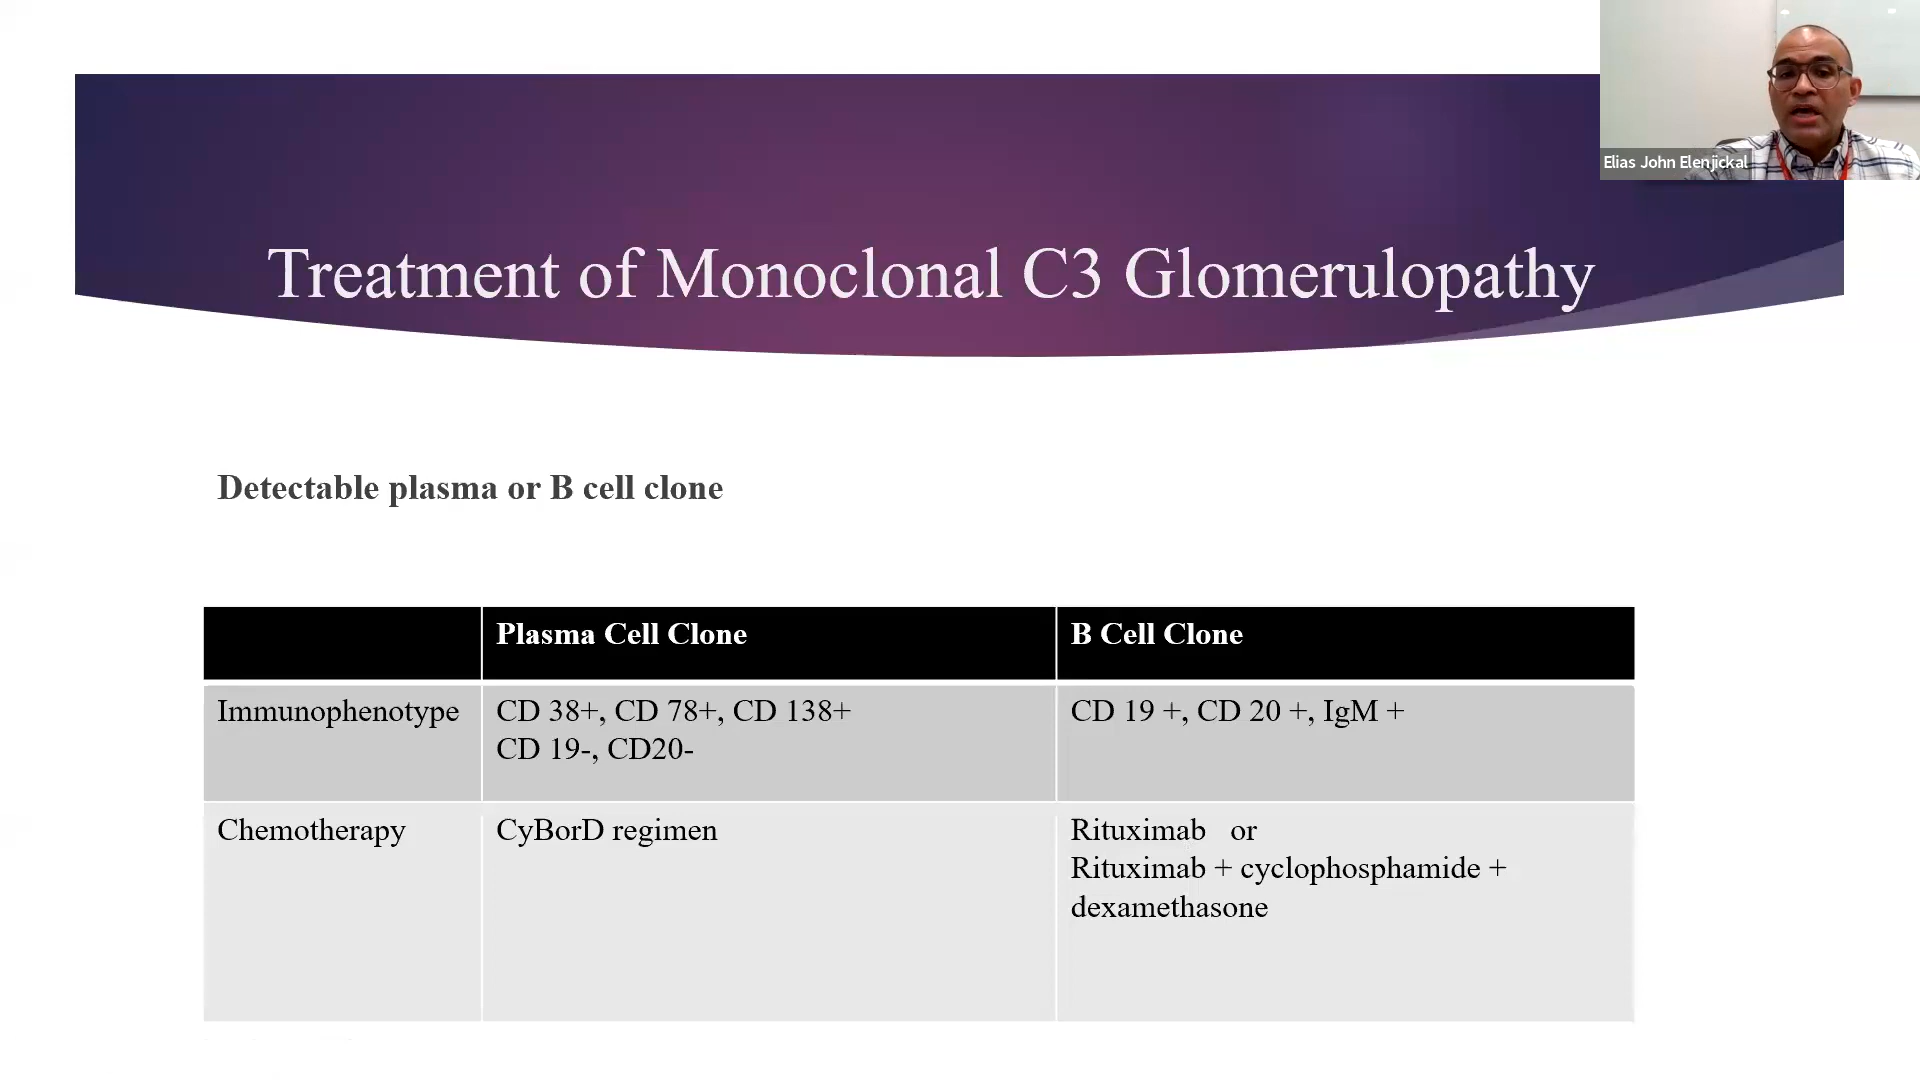 Elias John Elenjickal
Treatment of Monoclonal C3 Glomerulopathy
Detectable plasma or B cell clone
Plasma Cell Clone
B Cell Clone
Immunophenotype
CD 38+, CD 78+, CD 138+
CD 19-, CD20-
CD 19 +, CD 20 +, IgM +
Chemotherapy
CyBorD regimen
Rituximab   or
Rituximab + cyclophosphamide +
dexamethasone